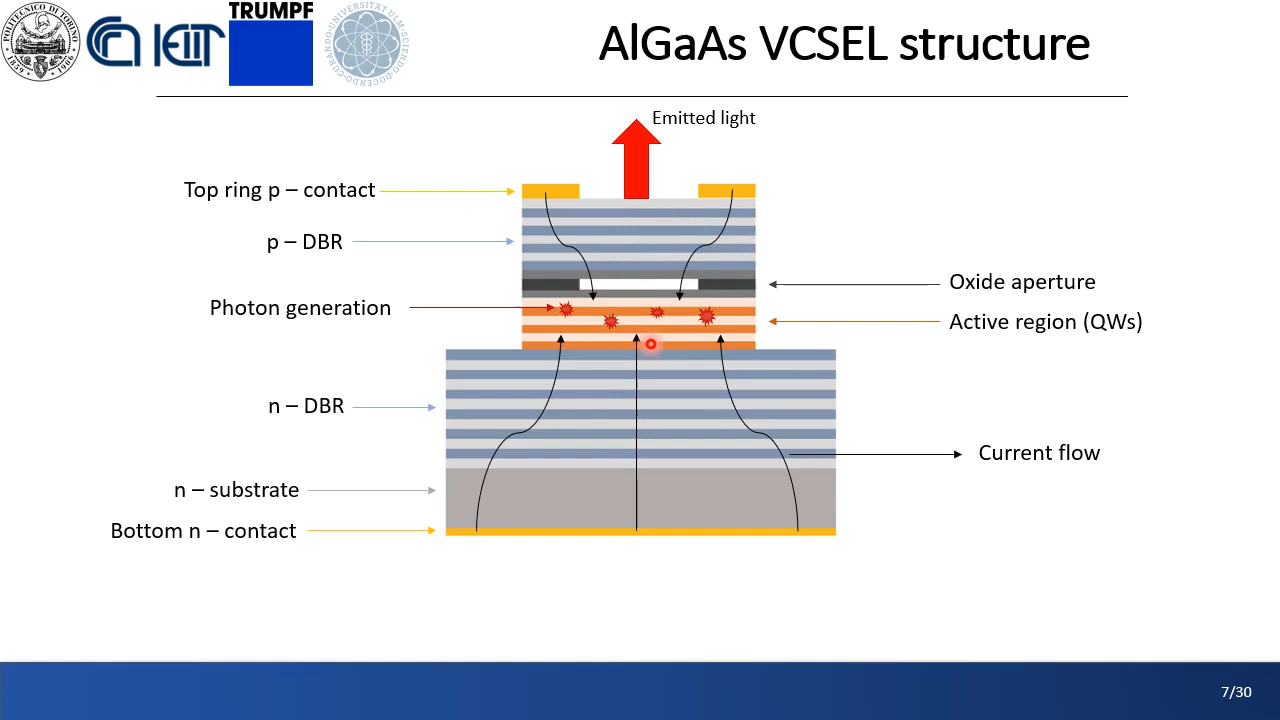 TRUMPF
AlGaAs VCSEL structure
Emitted light
Top ring p – contact
p – DBR
Oxide aperture
Photon generation
Active region (QWs)
n – DBR
Current flow
n – substrate
Bottom n – contact
7/30